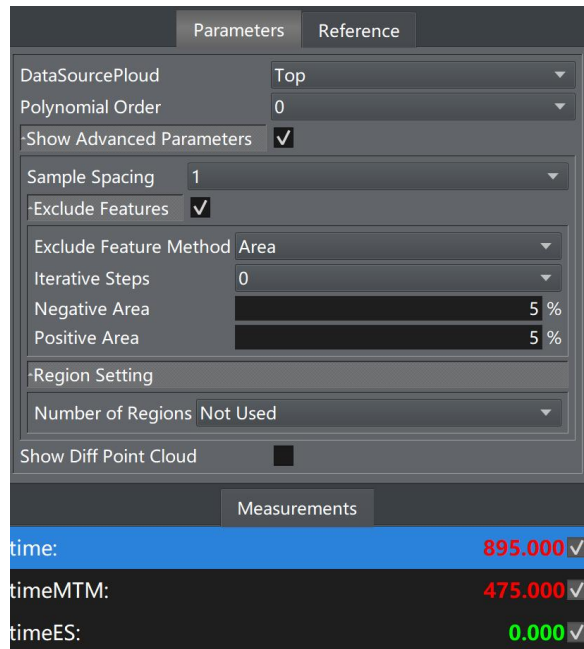 Parameters Reference
DataSourcePloud Top
Polynomial Order 0
Show Advanced Parameters
Sample Spacing 1
Exclude Features
Exclude Feature Method Area
Iterative Steps 0
Negative Area 5 %
Positive Area 5 %
Region Setting
Number of Regions Not Used
Show Diff Point Cloud
Measurements
time: 895.000
timeMTM: 475.000
timeES: 0.000